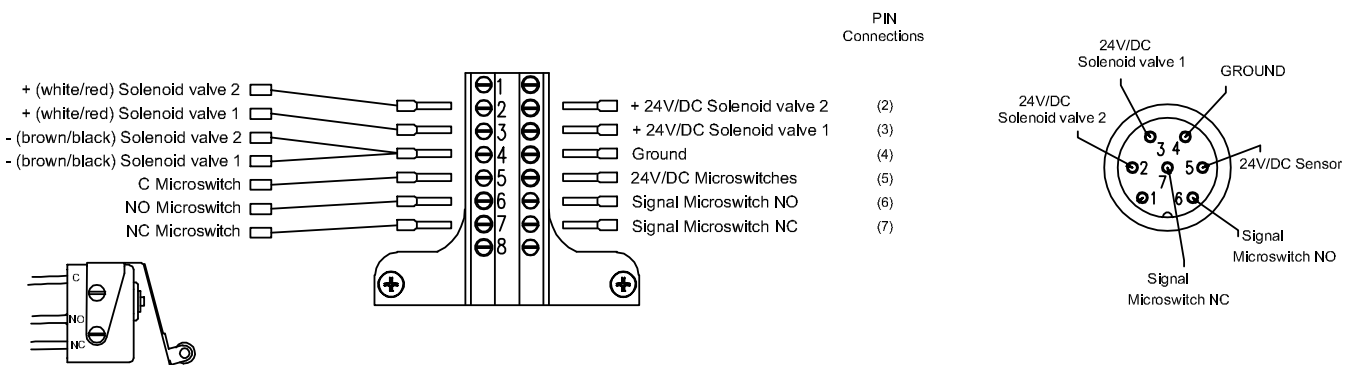 PIN
Connections
+ (white/red) Solenoid valve 2
+ (white/red) Solenoid valve 1
- (brown/black) Solenoid valve 2
- (brown/black) Solenoid valve 1
C Microswitch
NO Microswitch
NC Microswitch
1
2
3
4
5
6
7
8
+ 24V/DC Solenoid valve 2 (2)
+ 24V/DC Solenoid valve 1 (3)
Ground (4)
24V/DC Microswitches (5)
Signal Microswitch NO (6)
Signal Microswitch NC (7)
C
NO
NC
24V/DC
Solenoid valve 1
GROUND
24V/DC
Solenoid valve 2
3 4
2 7 5
1 6
24V/DC Sensor
Signal
Microswitch NO
Signal
Microswitch NC